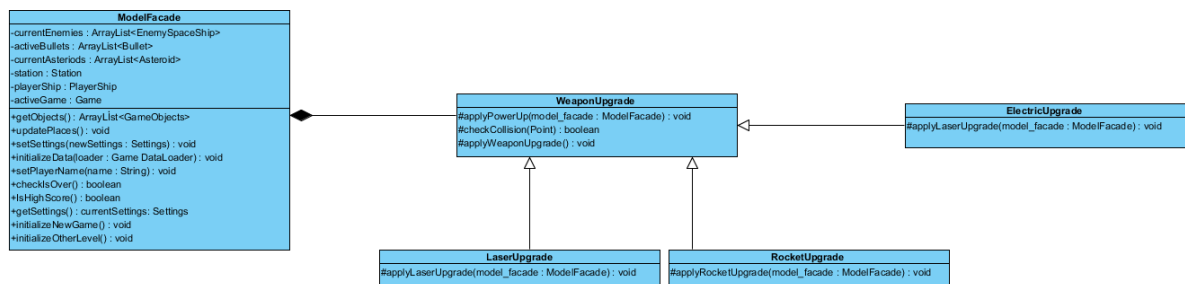 ModelFacade
-currentEnemies : ArrayList<EnemySpaceShip>
-activeBullets : ArrayList<Bullet>
-currentAsteriods : ArrayList<Asteroid>
-station : Station
-playerShip : PlayerShip
-activeGame : Game
+getObjects() : ArrayLİst<GameObjects>
+updatePlaces() : void
+setSettings(newSettings : Settings) : void
+initializeData(loader : Game DataLoader) : void
+setPlayerName(name : String) : void
+checkIsOver() : boolean
+IsHighScore() : boolean
+getSettings() : currentSettings: Settings
+initializeNewGame() : void
+initializeOtherLevel() : void
WeaponUpgrade
#applyPowerUp(model_facade : ModelFacade) : void
#checkCollision(Point) : boolean
#applyWeaponUpgrade() : void
ElectricUpgrade
#applyLaserUpgrade(model_facade : ModelFacade) : void
LaserUpgrade
#applyLaserUpgrade(model_facade : ModelFacade) : void
RocketUpgrade
#applyRocketUpgrade(model_facade : ModelFacade) : void